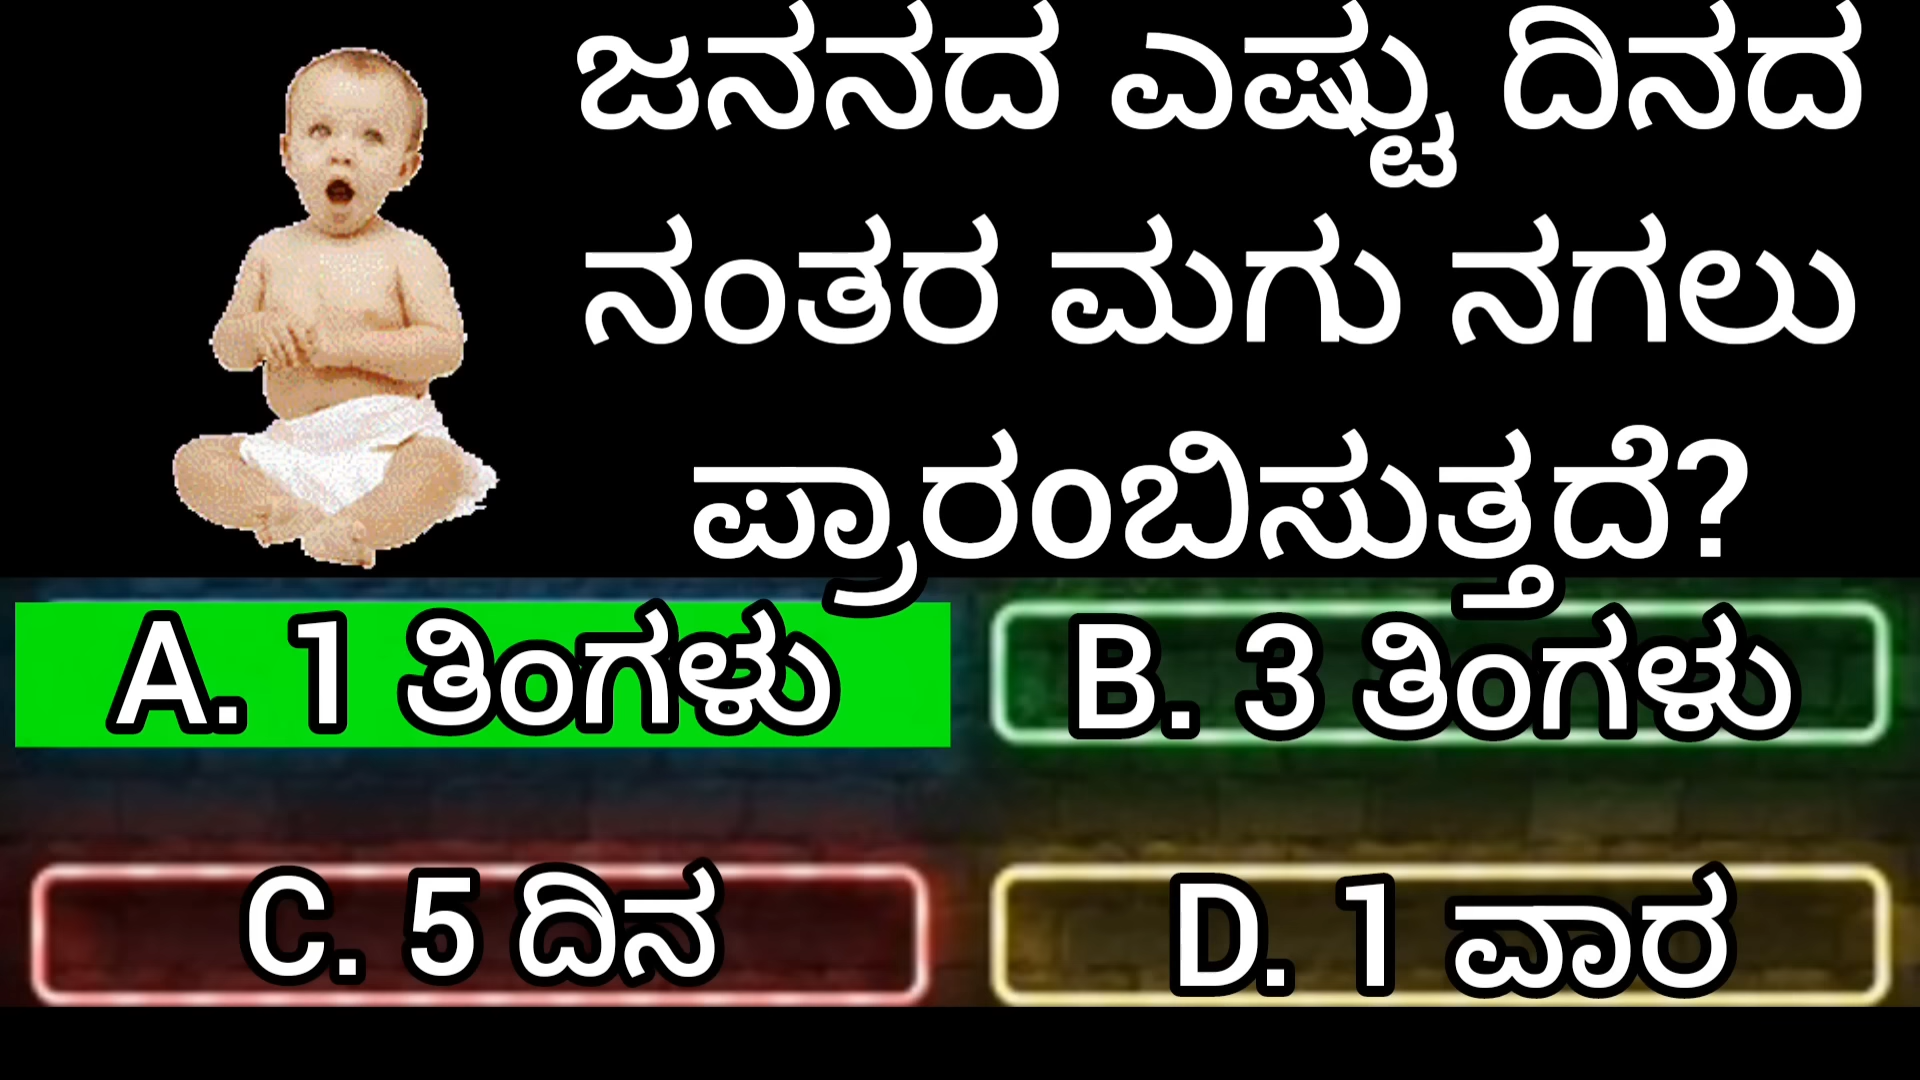 ಜನನದ ಎಷ್ಟು ದಿನದ
ನಂತರ ಮಗು ನಗಲು
ಪ್ರಾರಂಬಿಸುತ್ತದೆ?
A. 1 ತಿಂಗಳು
B. 3 ತಿಂಗಳು
C. 5 ದಿನ
D. 1 ವಾರ